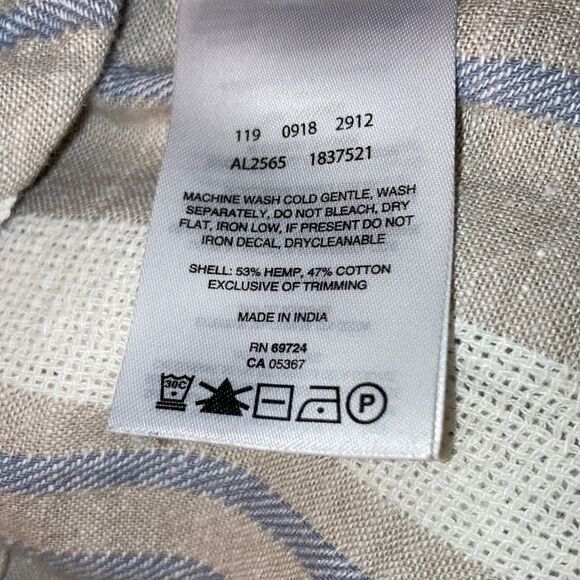 119 0918 2912
AL2565 1837521
MACHINE WASH COLD GENTLE, WASH
SEPARATELY, DO NOT BLEACH, DRY
FLAT, IRON LOW, IF PRESENT DO NOT
IRON DECAL, DRYCLEANABLE
SHELL: 53% HEMP, 47% COTTON
EXCLUSIVE OF TRIMMING
MADE IN INDIA
RN 69724
CA 05367
30C P